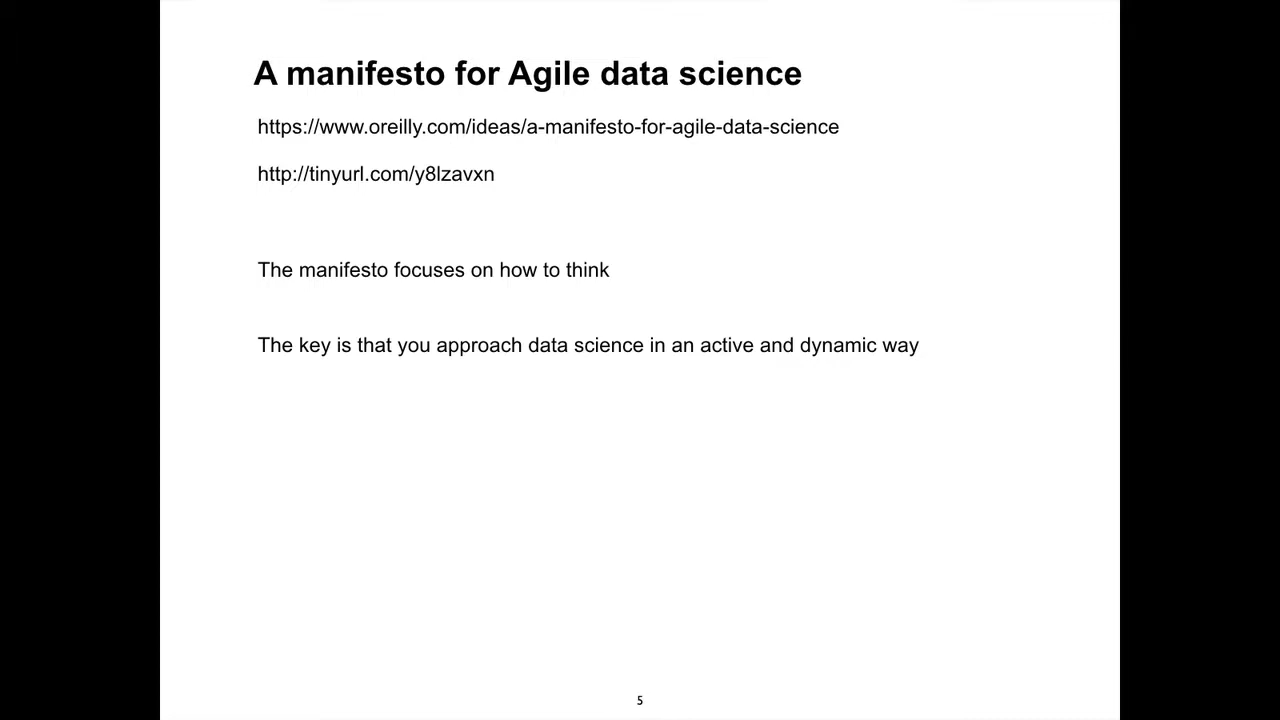 A manifesto for Agile data science
https://www.oreilly.com/ideas/a-manifesto-for-agile-data-science
http://tinyurl.com/y8lzavxn
The manifesto focuses on how to think
The key is that you approach data science in an active and dynamic way
5